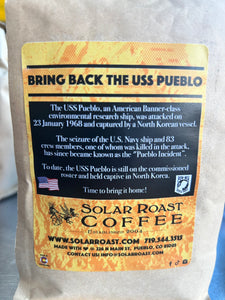 BRING BACK THE USS PUEBLO
The USS Pueblo, an American Banner-class
environmental research ship, was attacked on
23 January 1968 and captured by a North Korean vessel.
The seizure of the U.S. Navy ship and 83
crew members, one of whom was killed in the attack,
has since became known as the "Pueblo Incident".
To date, the USS Pueblo is still on the commissioned
roster and held captive in North Korea.
Time to bring it home!
SOLAR ROAST
COFFEE
ESTABLISHED 2004
WWW.SOLARROAST.COM 719.544.3515
226 N MAIN ST, PUEBLO, CO 81003
CONTACT US: INFO@SOLARROAST.COM